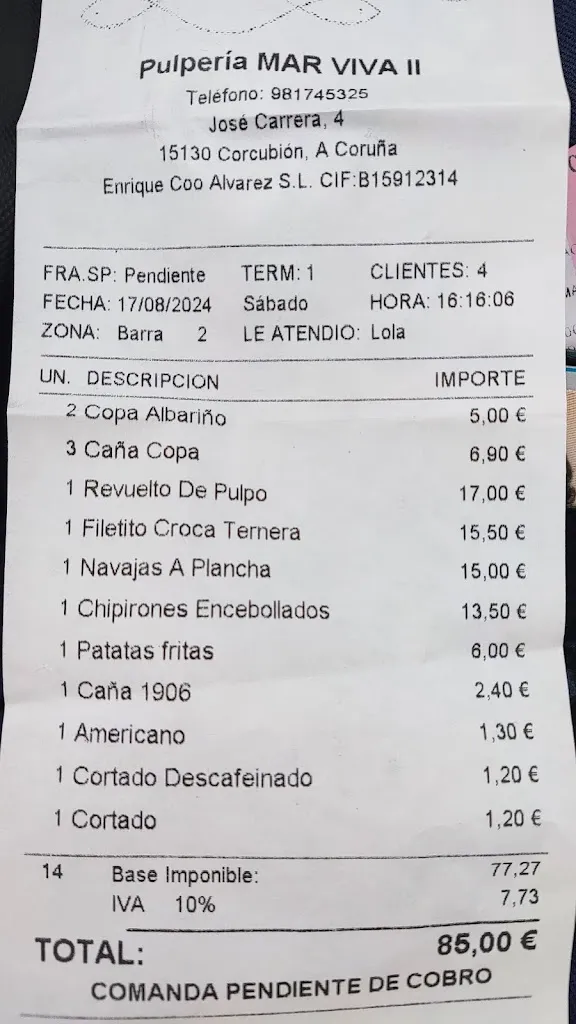 Pulpería MAR VIVA II
Teléfono: 981745325
José Carrera, 4
15130 Corcubión, A Coruña
Enrique Coo Alvarez S.L. CIF:B15912314
FRA.SP: Pendiente TERM: 1 CLIENTES: 4
FECHA: 17/08/2024 Sábado HORA: 16:16:06
ZONA: Barra 2 LE ATENDIO: Lola
UN. DESCRIPCION IMPORTE
2 Copa Albariño 5,00 €
3 Caña Copa 6,90 €
1 Revuelto De Pulpo 17,00 €
1 Filetito Croca Ternera 15,50 €
1 Navajas A Plancha 15,00 €
1 Chipirones Encebollados 13,50 €
1 Patatas fritas 6,00 €
1 Caña 1906 2,40 €
1 Americano 1,30 €
1 Cortado Descafeinado 1,20 €
1 Cortado 1,20 €
14 Base Imponible: 77,27
IVA 10% 7,73
TOTAL: 85,00 €
COMANDA PENDIENTE DE COBRO